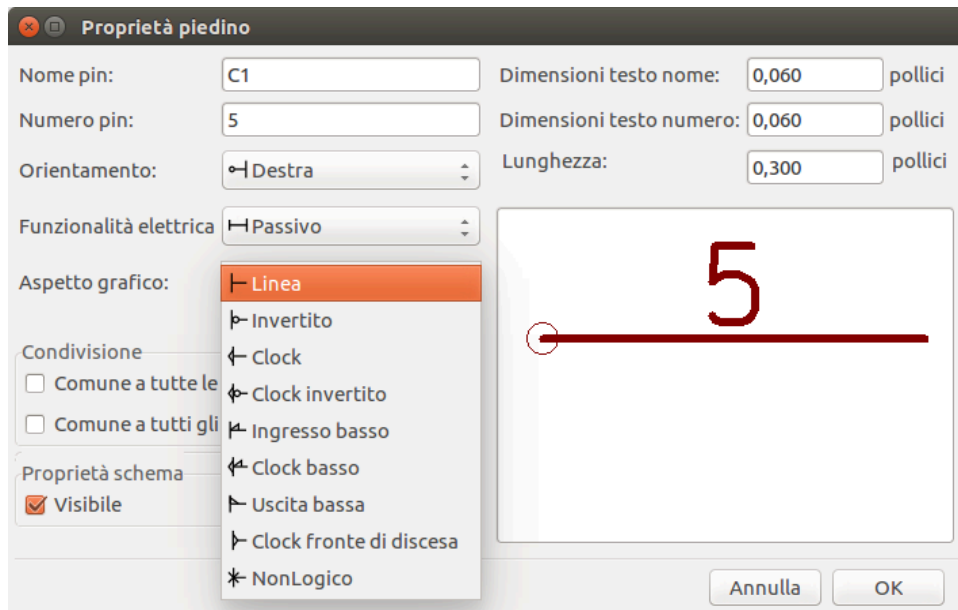 Proprietà piedino
Nome pin: C1 Dimensioni testo nome: 0,060 pollici
Numero pin: 5 Dimensioni testo numero: 0,060 pollici
Orientamento: Destra Lunghezza: 0,300 pollici
Funzionalità elettrica Passivo
Aspetto grafico: Linea
Invertito
Clock
Clock invertito
Ingresso basso
Clock basso
Uscita bassa
Clock fronte di discesa
NonLogico
Condivisione
Comune a tutte le
Comune a tutti gli
Proprietà schema
Visibile
5
Annulla OK